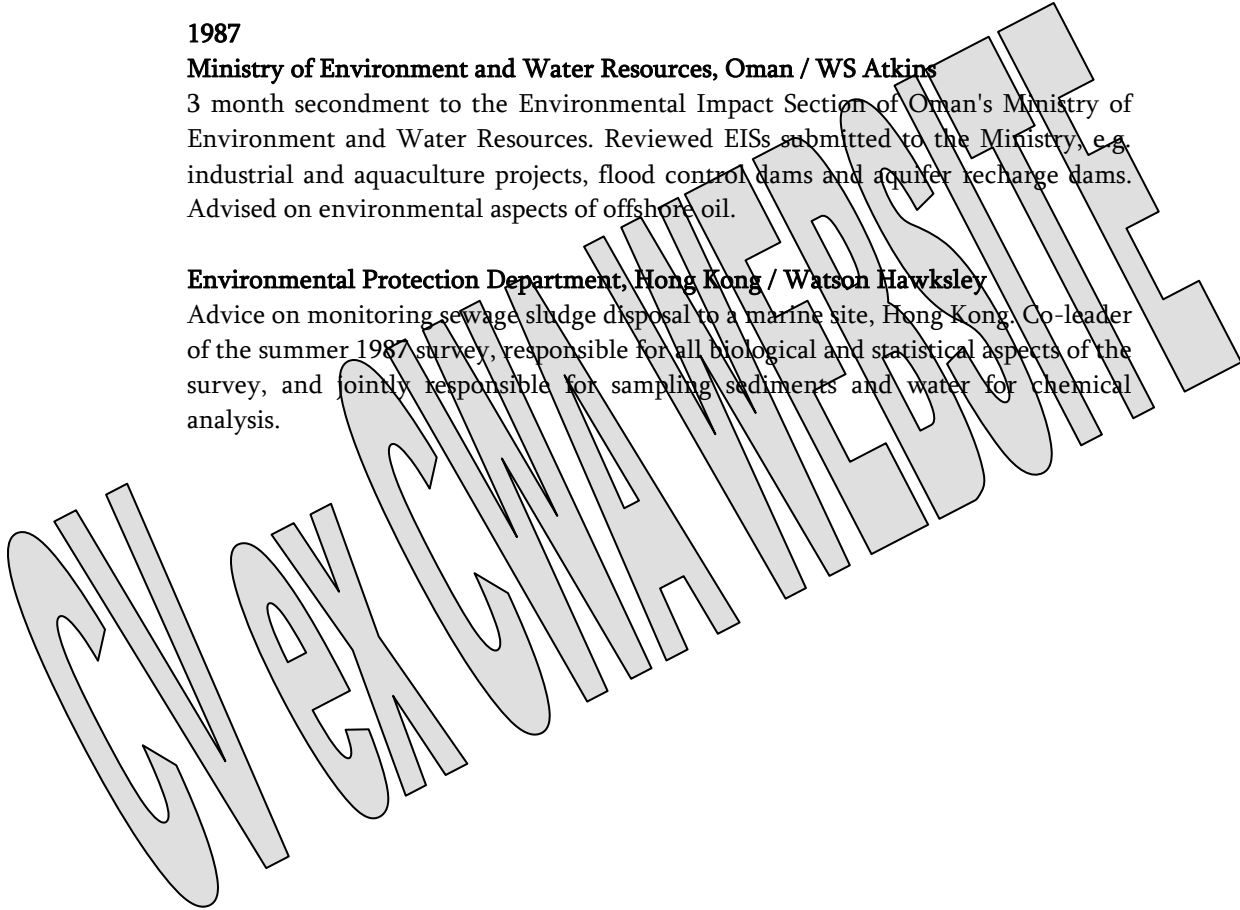 1987
Ministry of Environment and Water Resources, Oman / WS Atkins
3 month secondment to the Environmental Impact Section of Oman's Ministry of
Environment and Water Resources. Reviewed EISs submitted to the Ministry, e.g.
industrial and aquaculture projects, flood control dams and aquifer recharge dams.
Advised on environmental aspects of offshore oil.
Environmental Protection Department, Hong Kong / Watson Hawksley
Advice on monitoring sewage sludge disposal to a marine site, Hong Kong. Co-leader
of the summer 1987 survey, responsible for all biological and statistical aspects of the
survey, and jointly responsible for sampling sediments and water for chemical
analysis.
CV ex CWA WEBSITE